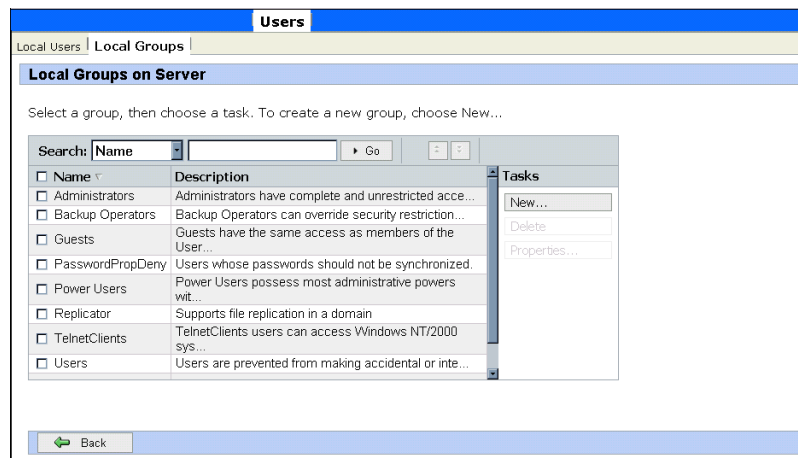 Users
Local Users Local Groups
Local Groups on Server
Select a group, then choose a task. To create a new group, choose New...
Search: Name Go
Name Description Tasks
Administrators Administrators have complete and unrestricted acce...
New...
Backup Operators Backup Operators can override security restriction...
Delete
Guests Guests have the same access as members of the
User...
Properties...
PasswordPropDeny Users whose passwords should not be synchronized.
Power Users Power Users possess most administrative powers
wit...
Replicator Supports file replication in a domain
TelnetClients TelnetClients users can access Windows NT/2000
sys...
Users Users are prevented from making accidental or inte...
Back